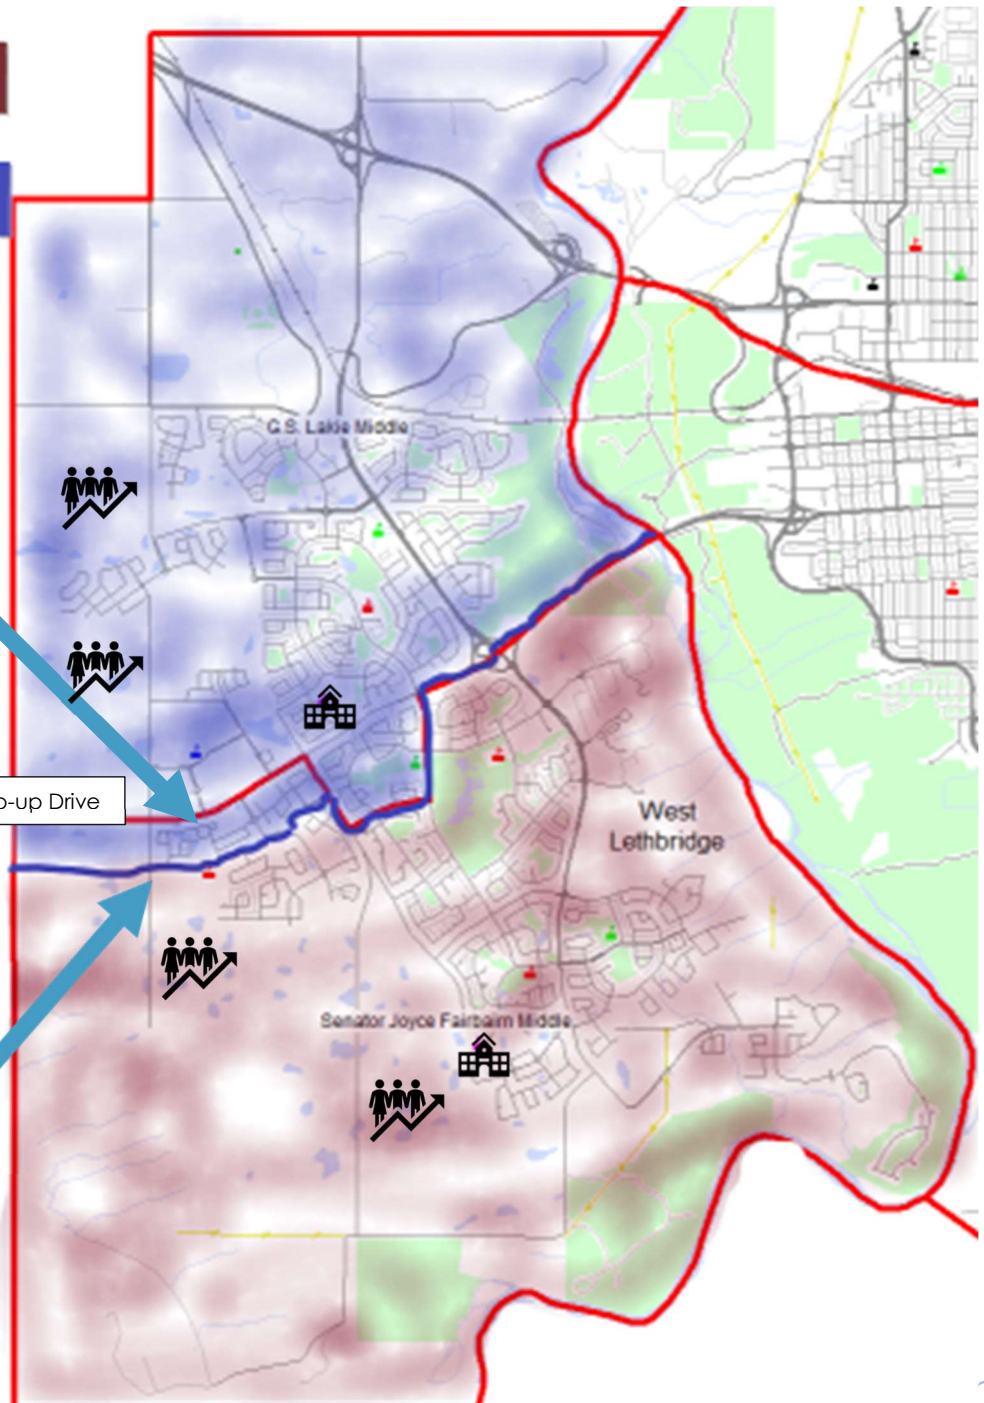 G.S. Lakie Middle
o-up Drive
West
Lethbridge
Senator Joyce Fairbairn Middle